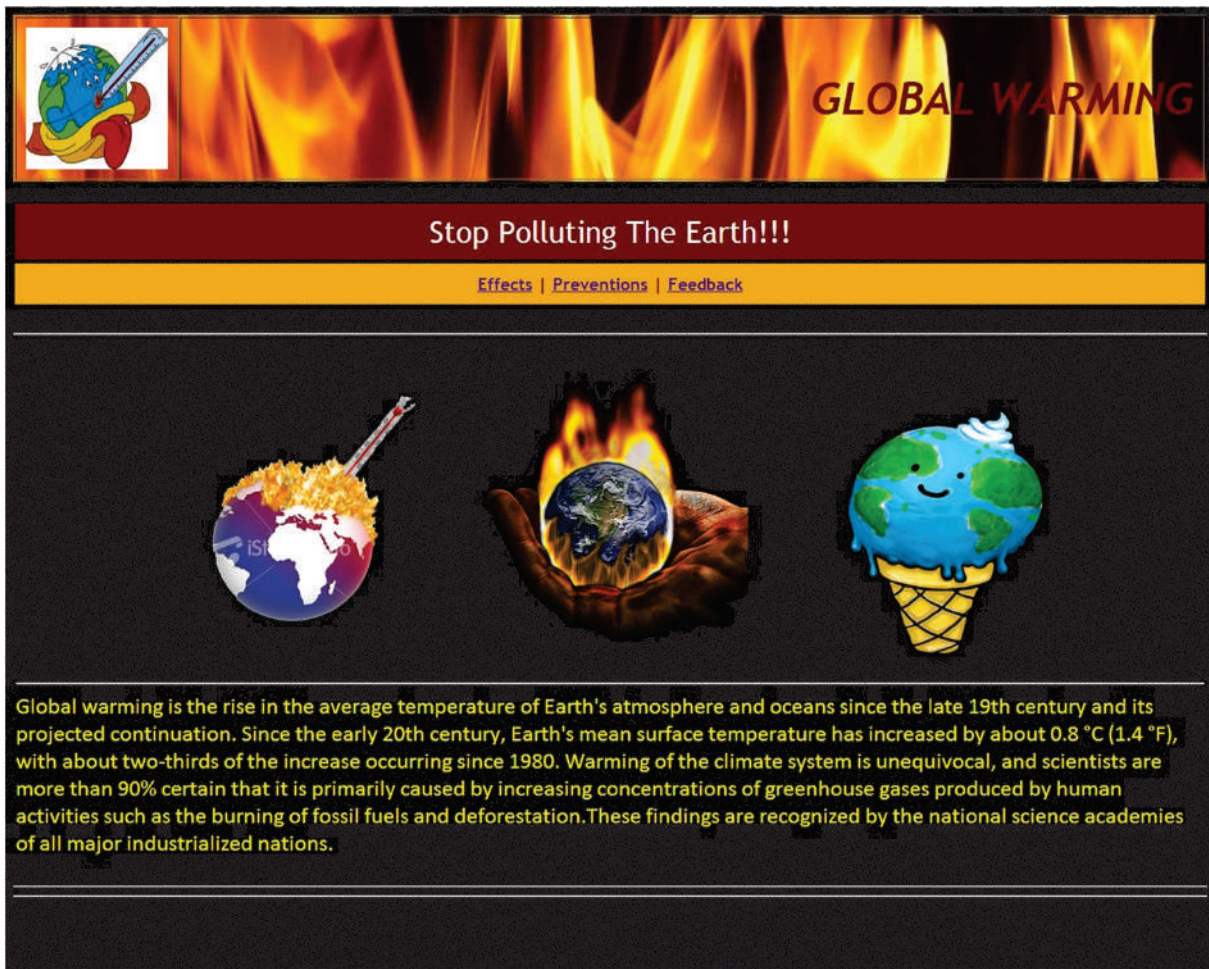 GLOBAL WARMING
Stop Polluting The Earth!!!
Effects | Preventions | Feedback
Global warming is the rise in the average temperature of Earth's atmosphere and oceans since the late 19th century and its
projected continuation. Since the early 20th century, Earth's mean surface temperature has increased by about 0.8 °C (1.4 °F),
with about two-thirds of the increase occurring since 1980. Warming of the climate system is unequivocal, and scientists are
more than 90% certain that it is primarily caused by increasing concentrations of greenhouse gases produced by human
activities such as the burning of fossil fuels and deforestation.These findings are recognized by the national science academies
of all major industrialized nations.